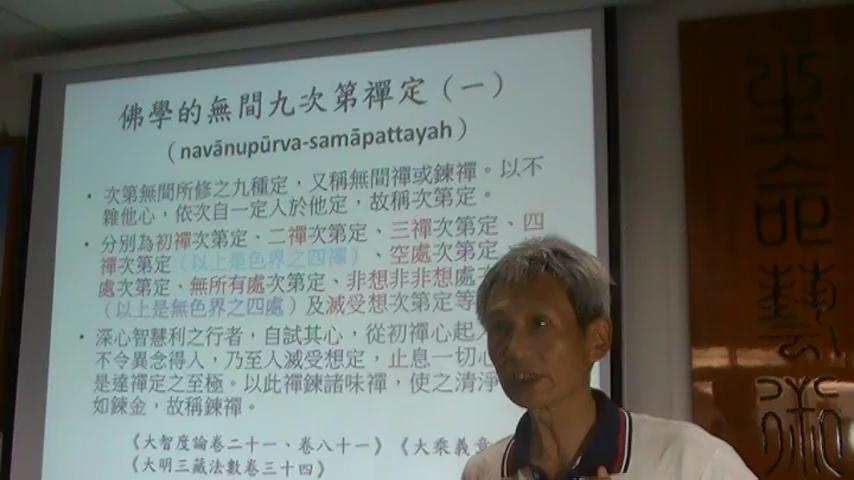 佛學的無間九次第禪定（一）
（navānupūrva-samāpattayaḥ）
• 次第無間所修之九種定，又稱無間禪或鍊禪。以不
雜他心，依次自一定入於他定，故稱次第定。
• 分別為初禪次第定、二禪次第定、三禪次第定、四
禪次第定（以上是色界之四禪）、空處次第定、
處次第定、無所有處次第定、非想非非想處
（以上是無色界之四處）及滅受想次第定等
• 深心智慧利之行者，自試其心，從初禪心起
不令異念得入，乃至入滅受想定，止息一切心
是達禪定之至極。以此禪鍊諸味禪，使之清淨
如鍊金，故稱鍊禪。
《大智度論卷二十一、卷八十一》《大乘義章
《大明三藏法數卷三十四》
生命藝術